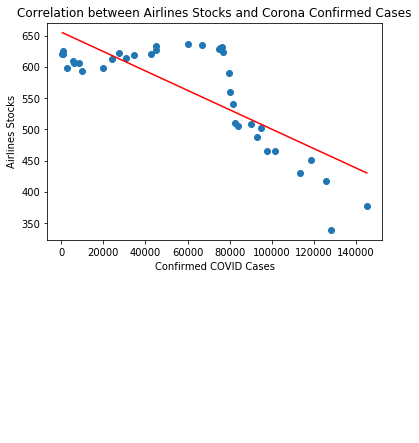 Correlation between Airlines Stocks and Corona Confirmed Cases
650
600
550
500
450
400
350
Airlines Stocks
0 20000 40000 60000 80000 100000 120000 140000
Confirmed COVID Cases